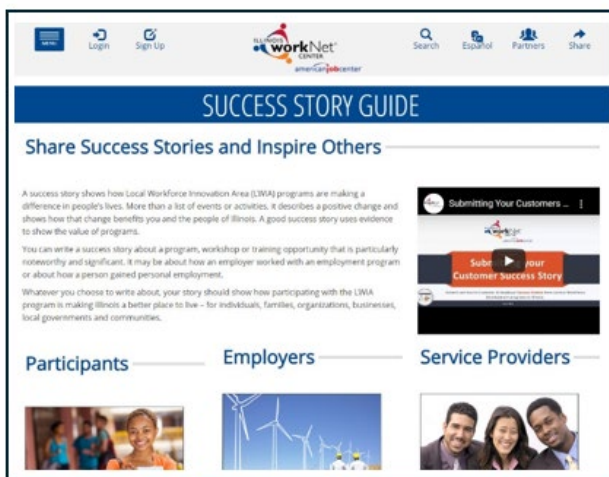 MENU
Login
Sign Up
ILLINOIS
workNet
CENTER
americanjobcenter
Search
Español
Partners
Share
SUCCESS STORY GUIDE
Share Success Stories and Inspire Others
A success story shows how Local Workforce Innovation Area (LWIA) programs are making a
difference in people's lives. More than a list of events or activities, it describes a positive change and
shows how that change benefits you and the people of Illinois. A good success story uses evidence
to show the value of programs.
You can write a success story about a program, workshop or training opportunity that is particularly
noteworthy and significant. It may be about how an employer worked with an employment program
or about how a person gained personal employment.
Whatever you choose to write about, your story should show how participating with the LWIA
program is making Illinois a better place to live – for individuals, families, organizations, businesses,
local governments and communities.
Submitting Your Customers ...
workNet
Submitting your
Customer Success Story
Participants
Employers
Service Providers